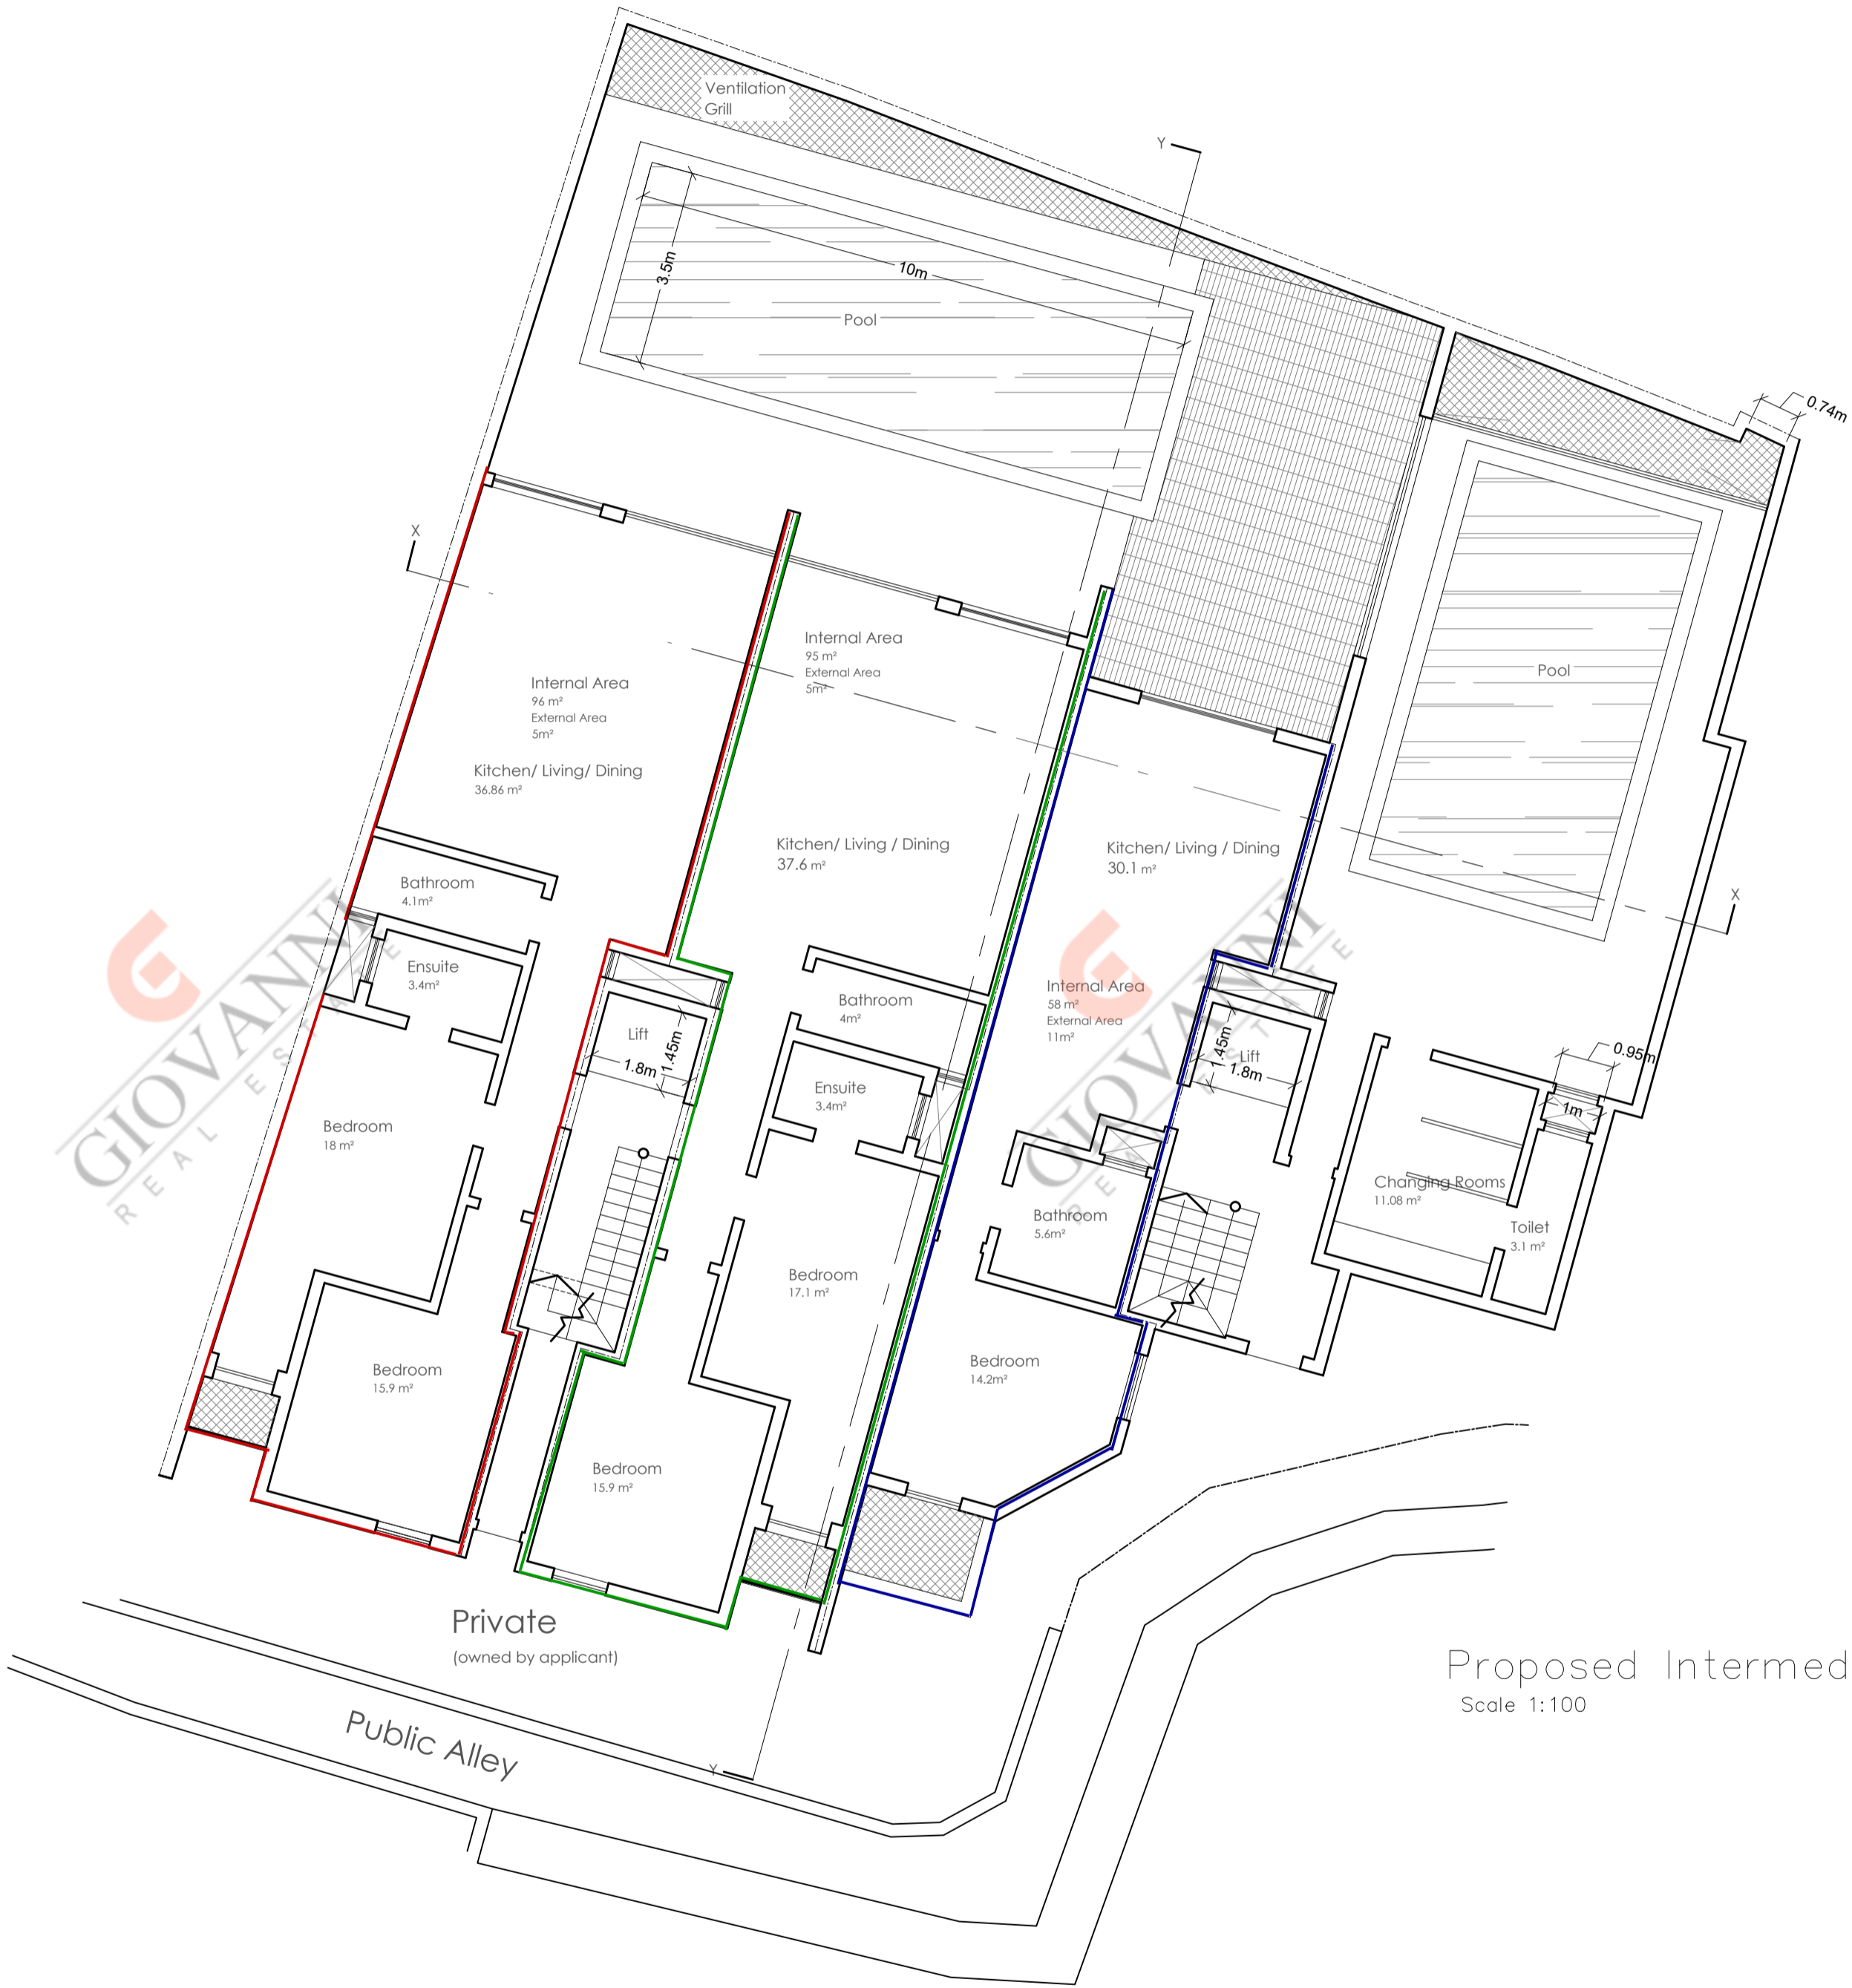 Ventilation
Grill
Y
3.5m
10m
Pool
0.74m
X
Internal Area
96 m²
External Area
5m²
Kitchen/ Living/ Dining
36.86 m²
Internal Area
95 m²
External Area
5m²
Kitchen/ Living / Dining
37.6 m²
Pool
Kitchen/ Living / Dining
30.1 m²
X
Bathroom
4.1m²
Ensuite
3.4m²
Lift
1.8m
1.45m
Bathroom
4m²
Ensuite
3.4m²
Internal Area
58 m²
External Area
11m²
Lift
1.45m
1.8m
0.95m
1m
Bedroom
18 m²
Changing Rooms
11.08 m²
Toilet
3.1 m²
Bathroom
5.6m²
Bedroom
17.1 m²
Bedroom
15.9 m²
Bedroom
14.2m²
Bedroom
15.9 m²
GIOVANNI
REAL ESTATE
GIOVANNI
REAL ESTATE
Private
(owned by applicant)
Public Alley
Y
Proposed Intermed
Scale 1:100